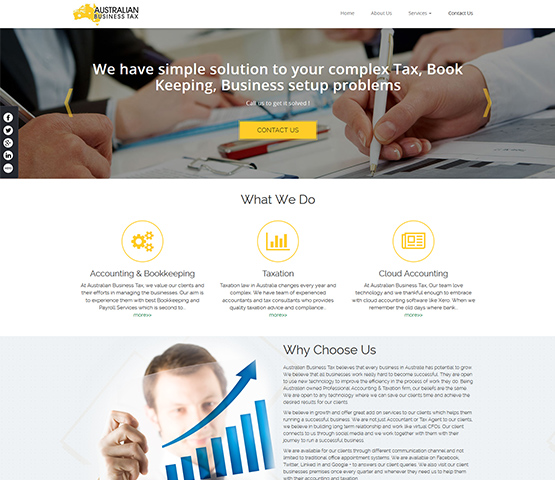 AUSTRALIAN
BUSINESS TAX
Home About Us Services Contact Us
We have simple solution to your complex Tax, Book
Keeping, Business setup problems
Call us to get it solved !
CONTACT US
What We Do
Accounting & Bookkeeping
At Australian Business Tax, we value our clients and
their efforts in managing the businesses. Our aim is
to experience them with best Bookkeeping and
Payroll Services which is second to...
more>>
Taxation
Taxation law in Australia changes every year and
complex. We have team of experienced
accountants and tax consultants who provides
quality taxation advice and compliance...
more>>
Cloud Accounting
At Australian Business Tax, Our team love
technology and we thankful enough to embrace
with cloud accounting software like Xero. When we
remember the old days where bank...
more>>
Why Choose Us
Australian Business Tax believes that every business in Australia has potential to grow.
We believe that all businesses work really hard to become successful. They are open
to use new technology to improve the efficiency in the process of work they do. Being
Australian owned Professional Accounting & Taxation firm, our beliefs are the same
We are open to any technology where we can save our clients time and achieve the
desired results for our clients
We believe in growth and offer great add on services to our clients which helps them
running a successful business. We are not just Accountant or Tax Agent to our clients,
we believe in building long term relationship and work like virtual CFOs. Our client
connects to us through social media and we work together with them with their
journey to run a successful business.
We are available for our clients through different communication channel and not
limited to traditional office appointment systems. We are available on Facebook,
Twitter, Linked In and Google + to answers our client queries. We also visit our client
businesses premises once every quarter and whenever they need us to help them
with their accounting and taxation